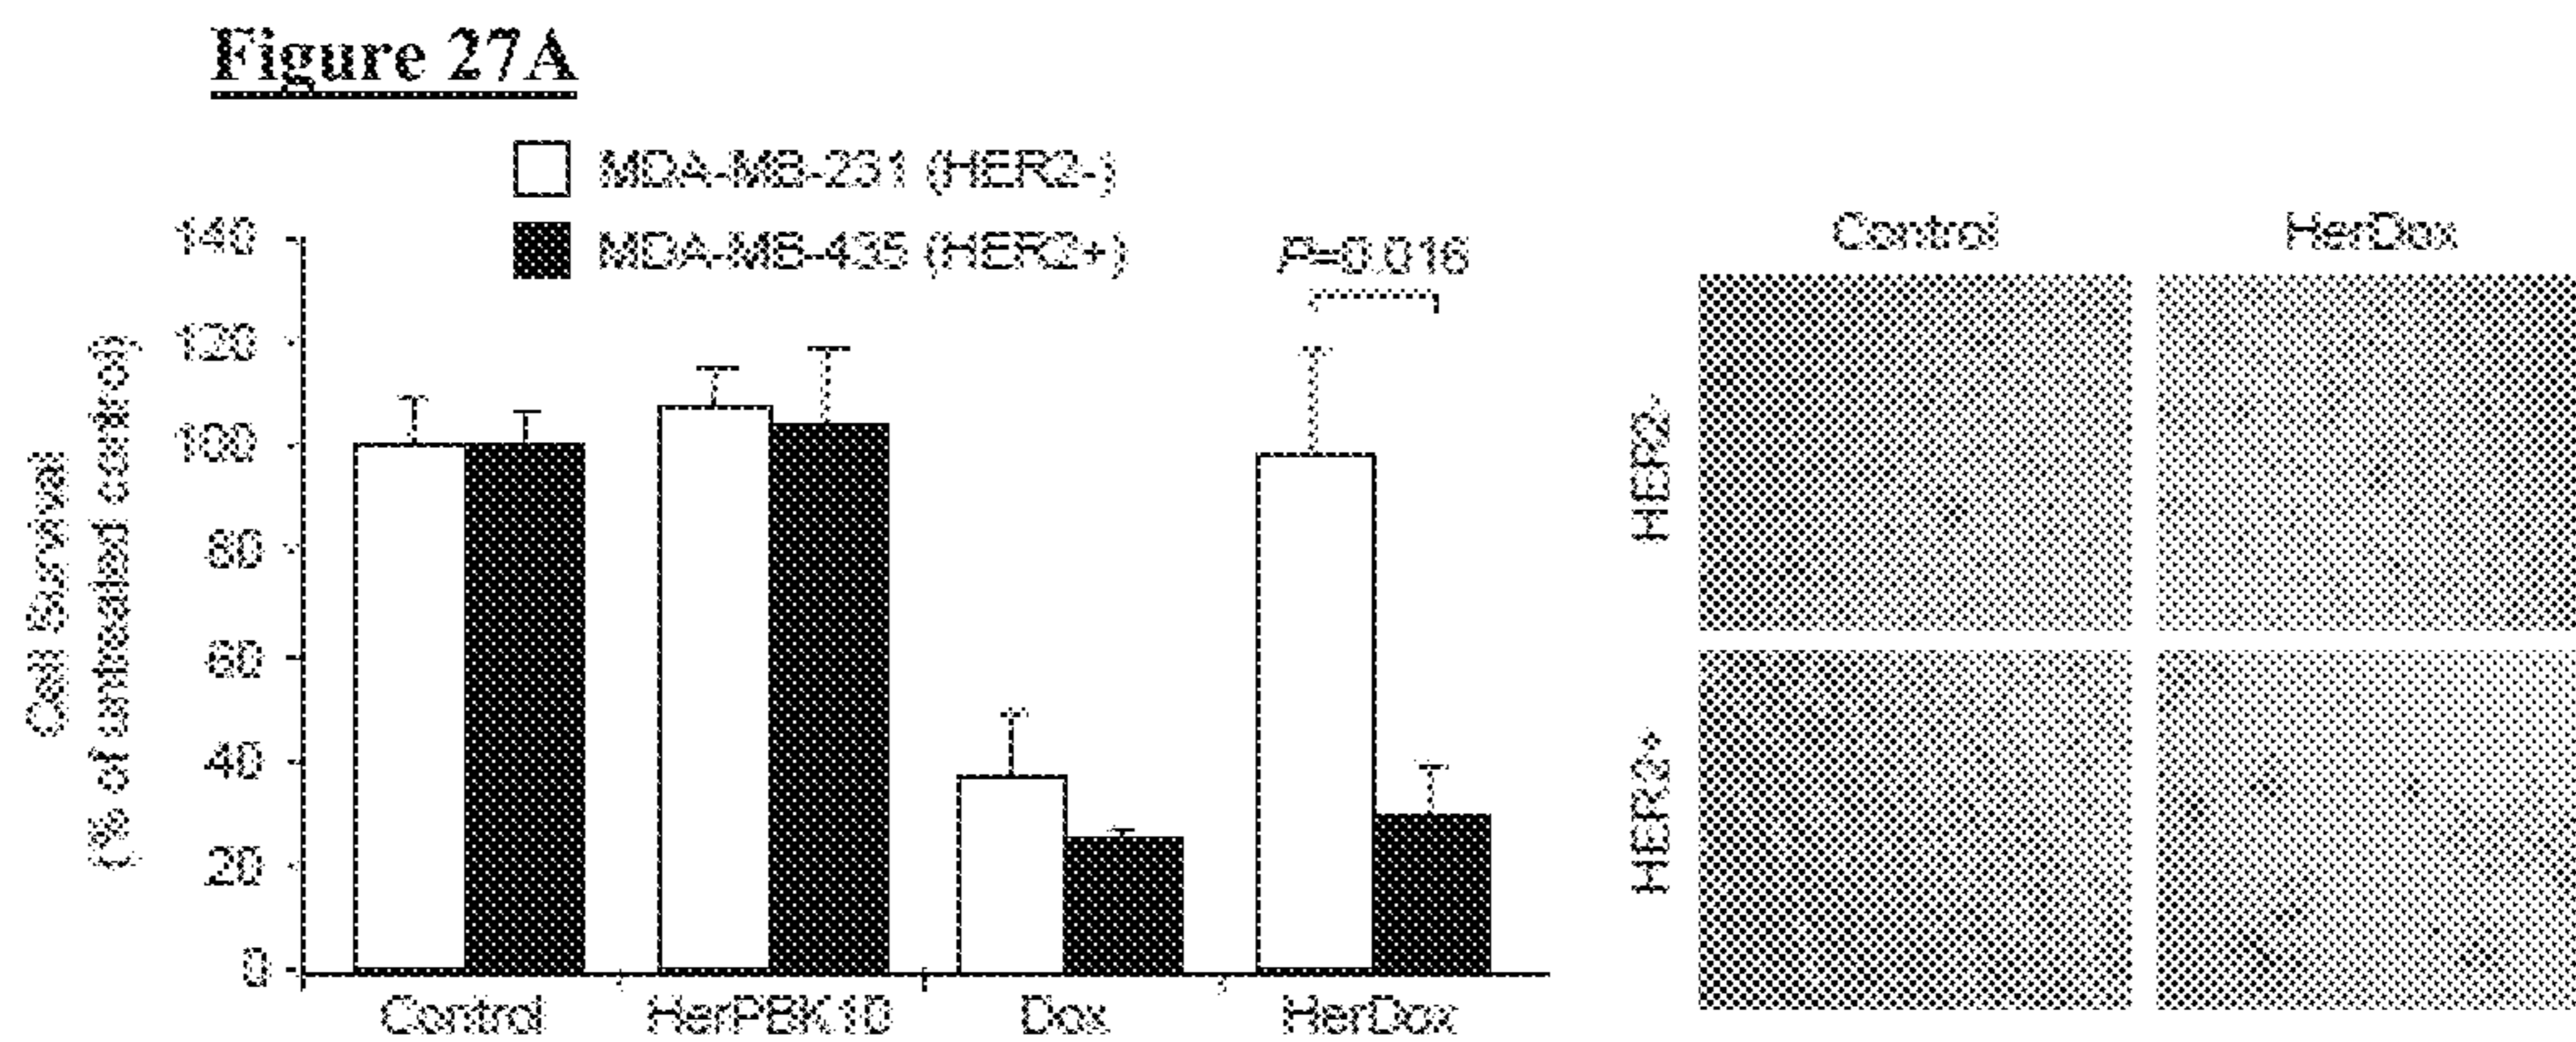 Figure 27A
MDA-MB-231 (HER2-)
MDA-MB-435 (HER2+)
Cell Survival
(% of untreated control)
140
120
100
80
60
40
20
0
P=0.016
Control
HerPBK10
Dox
HerDox
Control
HerDox
HER2-
HER2+